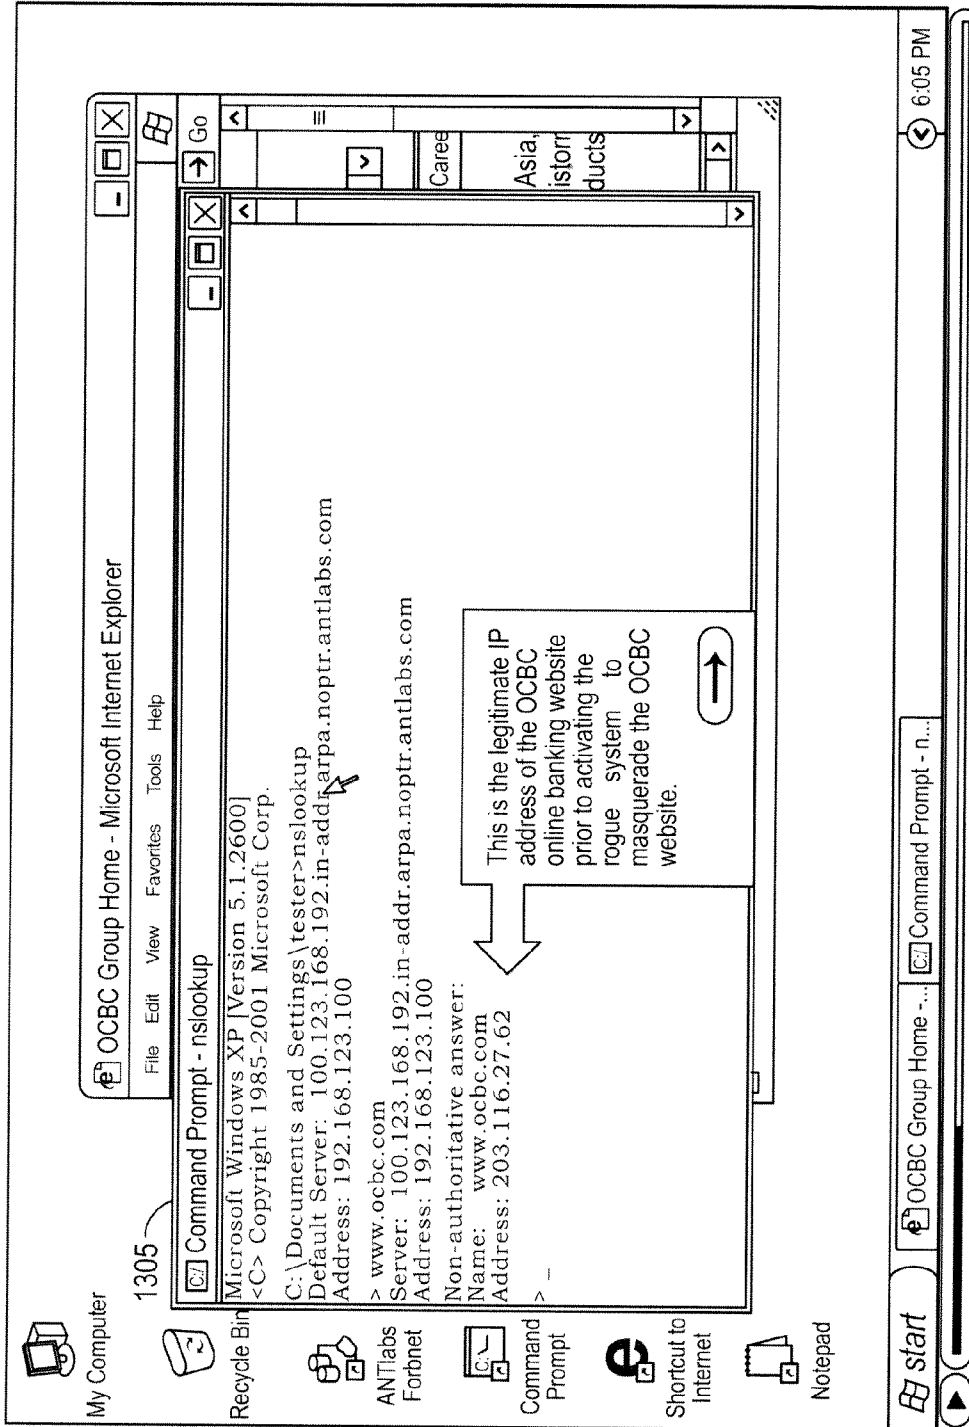 My Computer
Recycle Bin
ANTlabs
Forbnet
Command
Prompt
Shortcut to
Internet
Notepad
1305
OCBC Group Home - Microsoft Internet Explorer
File Edit View Favorites Tools Help
Go
Caree
Asia,
istorr
ducts
C:/ Command Prompt - nslookup
Microsoft Windows XP [Version 5.1.2600]
<C> Copyright 1985-2001 Microsoft Corp.
C:\Documents and Settings\tester>nslookup
Default Server: 100.123.168.192.in-addr.arpa.noptr.antlabs.com
Address: 192.168.123.100
> www.ocbc.com
Server: 100.123.168.192.in-addr.arpa.noptr.antlabs.com
Address: 192.168.123.100
Non-authoritative answer:
Name: www.ocbc.com
Address: 203.116.27.62
> _
This is the legitimate IP
address of the OCBC
online banking website
prior to activating the
rogue system to
masquerade the OCBC
website.
start
OCBC Group Home -...
C:/ Command Prompt - n...
6:05 PM